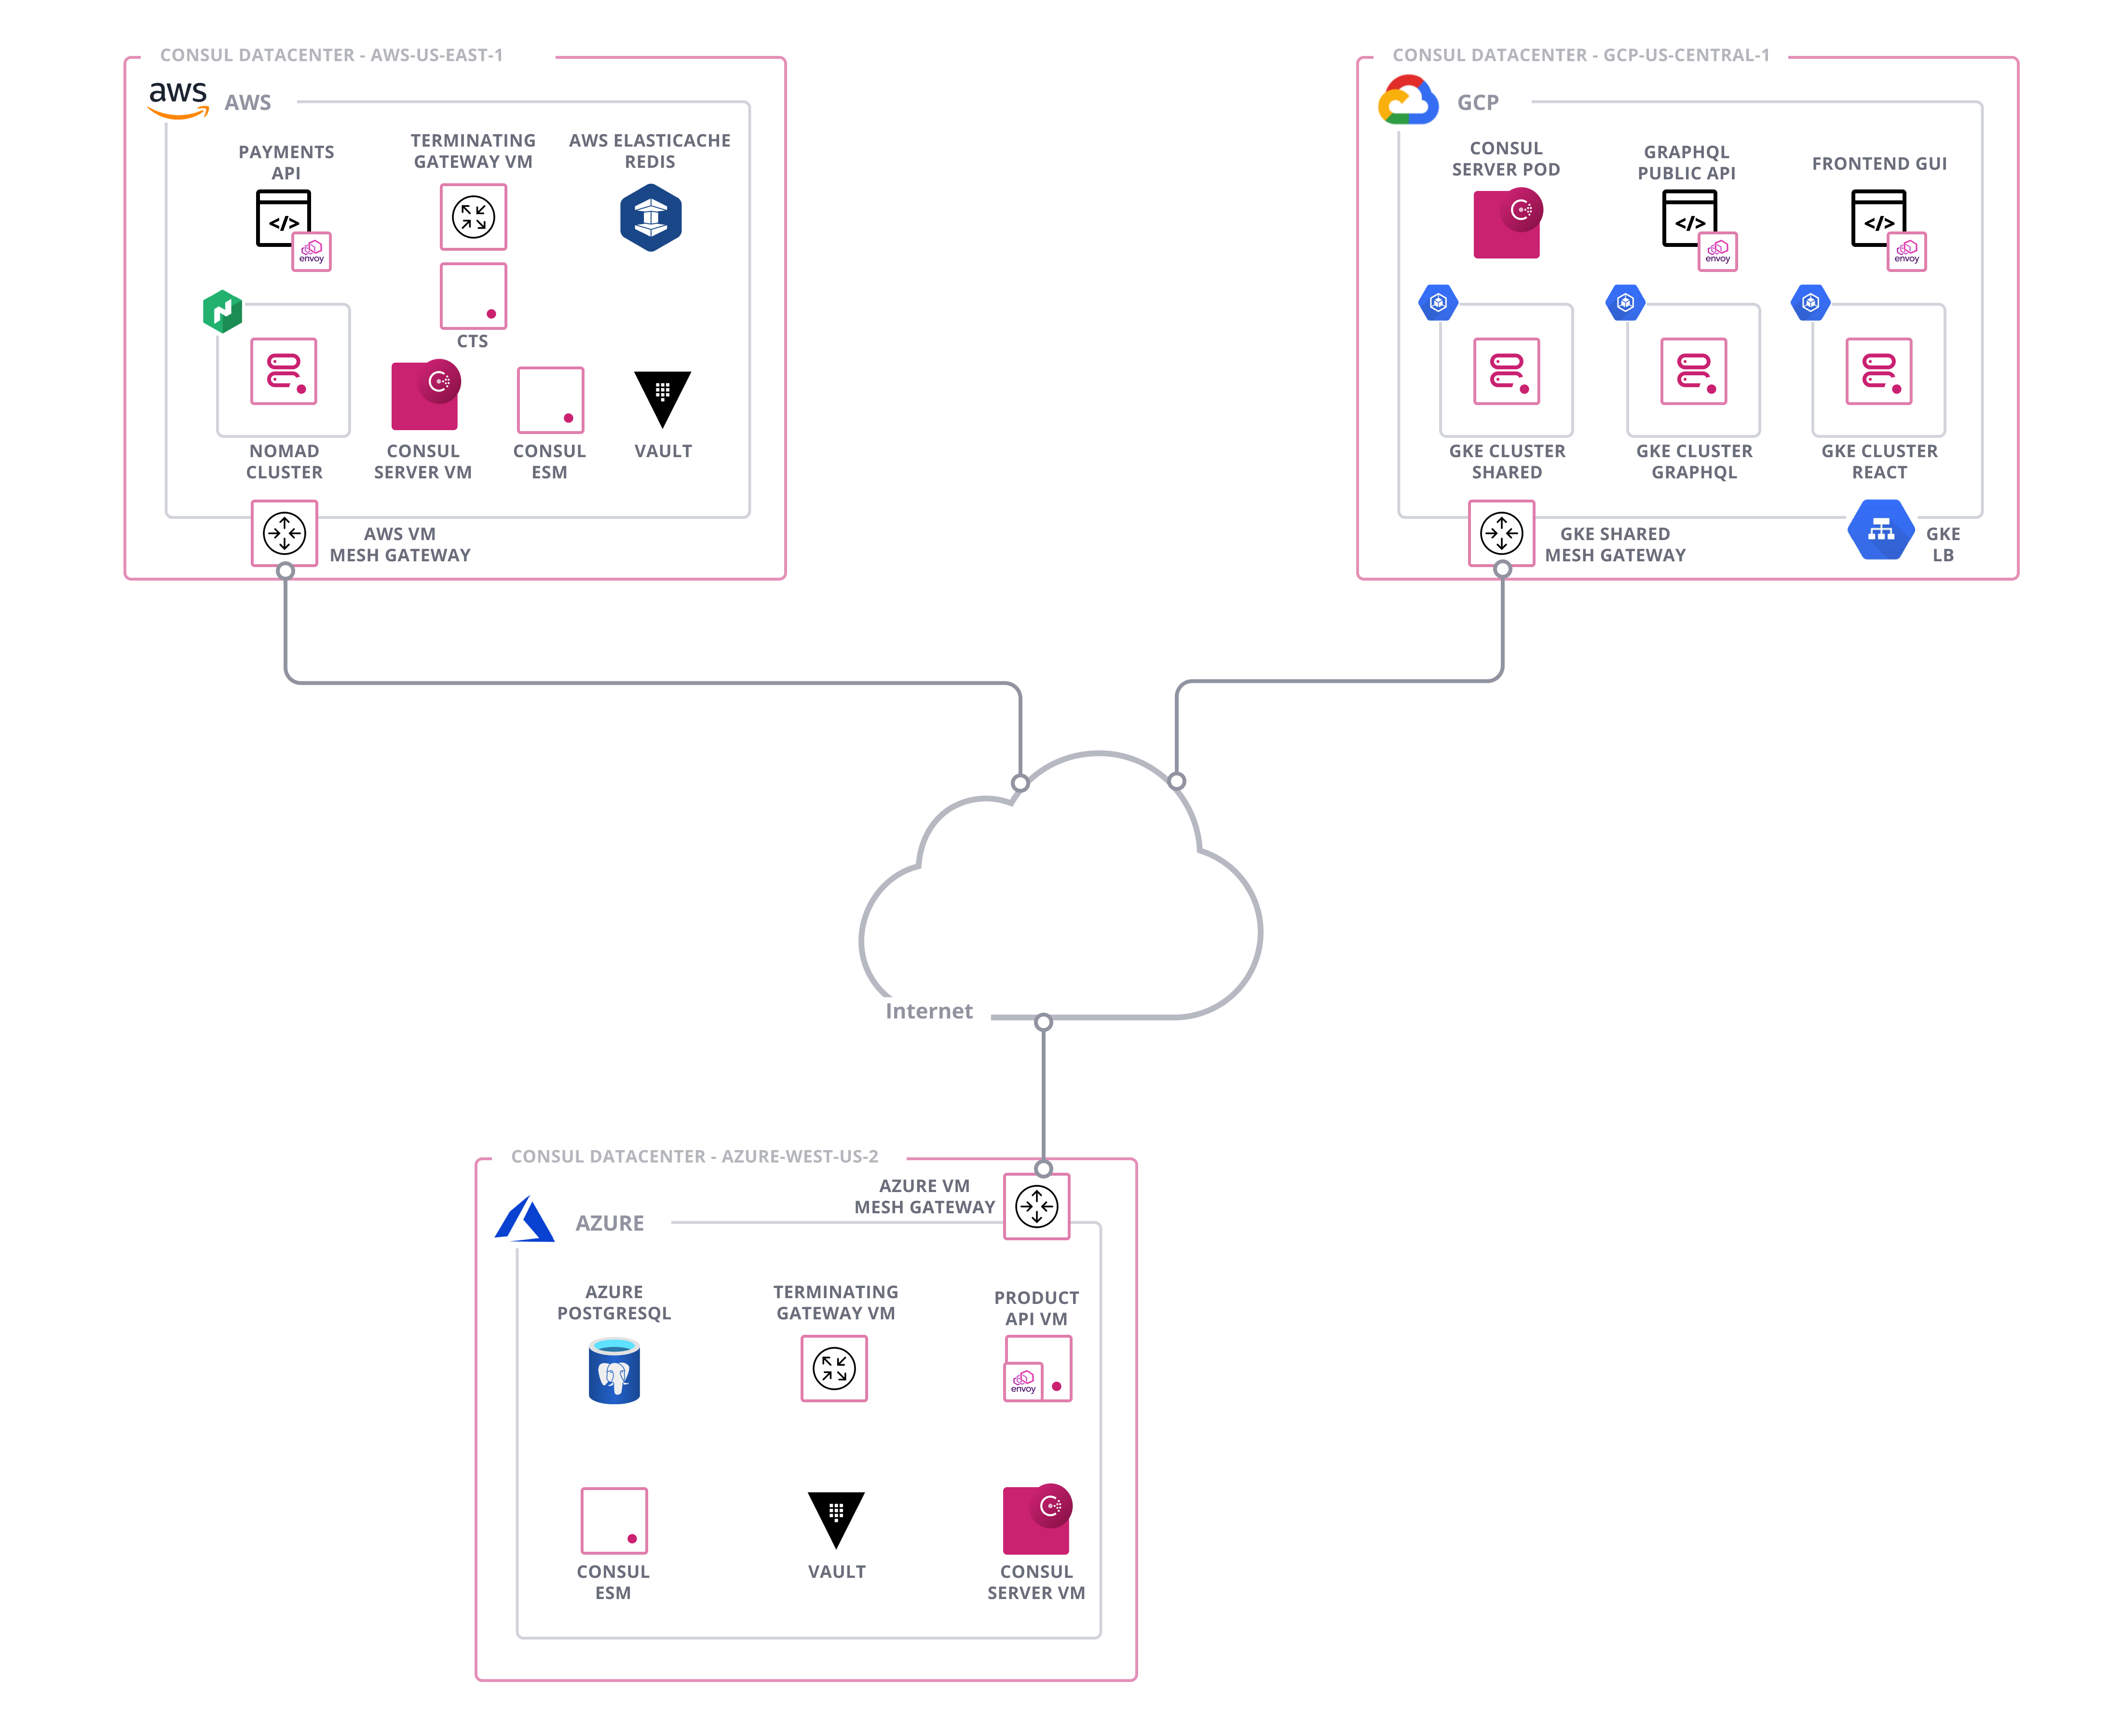 CONSUL DATACENTER - AWS-US-EAST-1
aws
AWS
PAYMENTS
API
</>
envoy
TERMINATING
GATEWAY VM
AWS ELASTICACHE
REDIS
CTS
NOMAD
CLUSTER
CONSUL
SERVER VM
CONSUL
ESM
VAULT
AWS VM
MESH GATEWAY
CONSUL DATACENTER - GCP-US-CENTRAL-1
GCP
CONSUL
SERVER POD
GRAPHQL
PUBLIC API
</>
envoy
FRONTEND GUI
</>
envoy
GKE CLUSTER
SHARED
GKE CLUSTER
GRAPHQL
GKE CLUSTER
REACT
GKE SHARED
MESH GATEWAY
GKE
LB
Internet
CONSUL DATACENTER - AZURE-WEST-US-2
AZURE VM
MESH GATEWAY
AZURE
AZURE
POSTGRESQL
TERMINATING
GATEWAY VM
PRODUCT
API VM
envoy
CONSUL
ESM
VAULT
CONSUL
SERVER VM